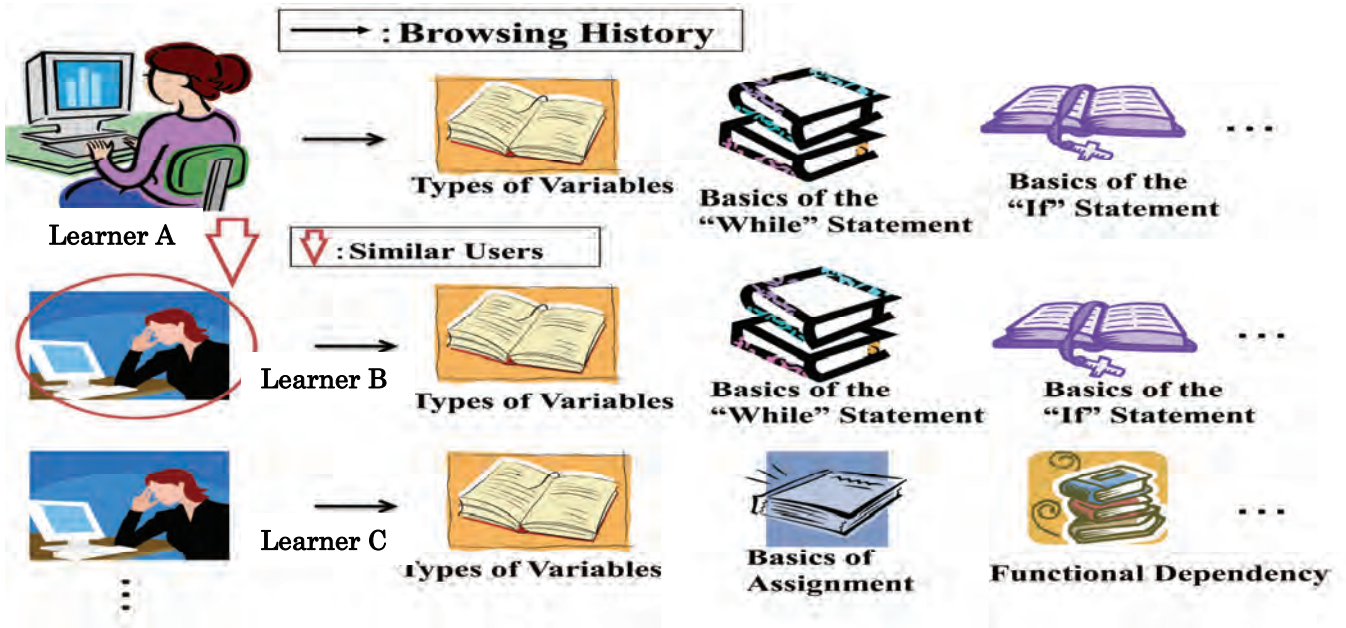 : Browsing History
Types of Variables
Basics of the
“While” Statement
Basics of the
“If” Statement
. . .
Learner A
: Similar Users
Learner B
Types of Variables
Basics of the
“While” Statement
Basics of the
“If” Statement
. . .
Learner C
Types of Variables
Basics of
Assignment
Functional Dependency
. . .